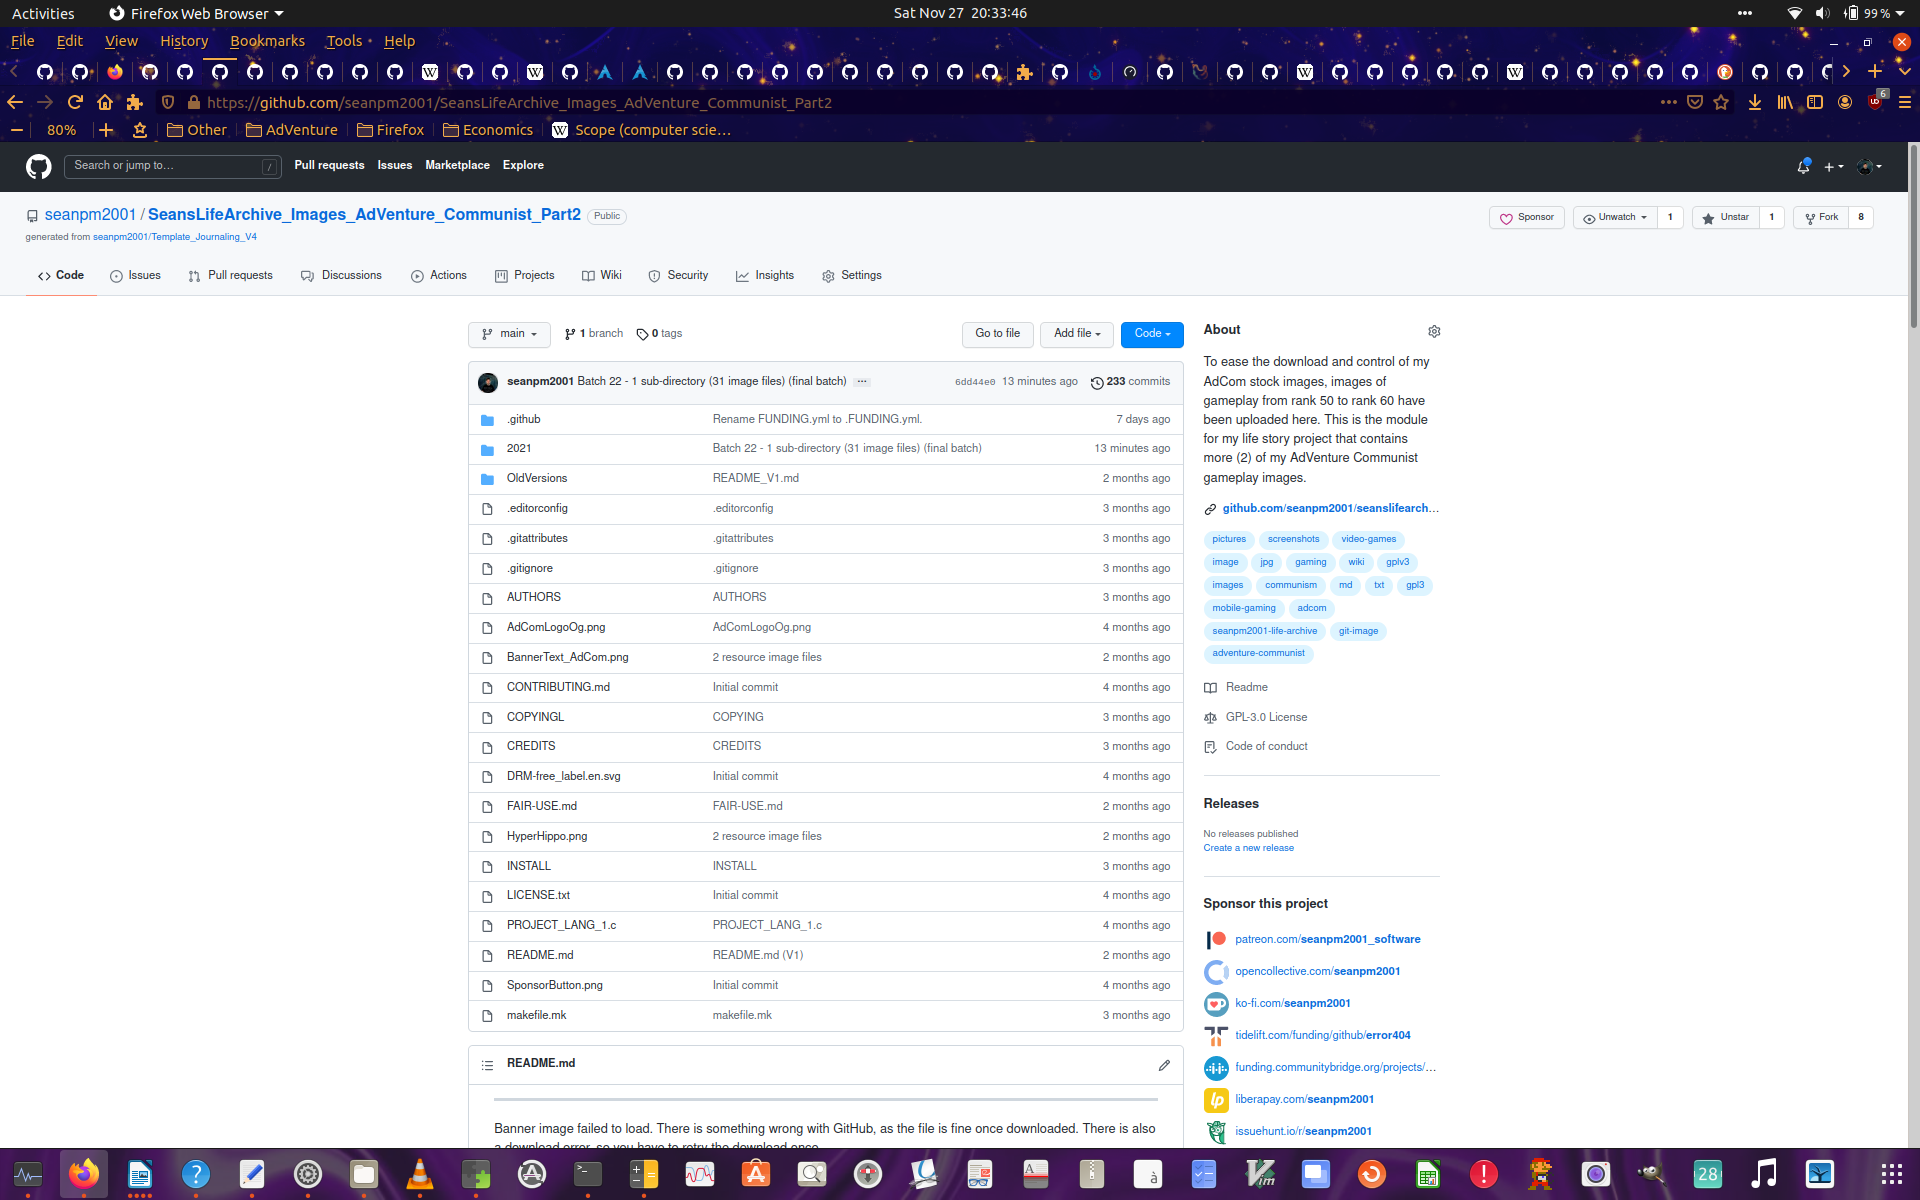 Activities Firefox Web Browser Sat Nov 27 20:33:46 99 %
File Edit View History Bookmarks Tools Help
https://github.com/seanpm2001/SeansLifeArchive_Images_AdVenture_Communist_Part2 6
80% Other AdVenture Firefox Economics Scope (computer scie…
Search or jump to… / Pull requests Issues Marketplace Explore
seanpm2001 / SeansLifeArchive_Images_AdVenture_Communist_Part2 Public Sponsor Unwatch 1 Unstar 1 Fork 8
generated from seanpm2001/Template_Journaling_V4
Code Issues Pull requests Discussions Actions Projects Wiki Security Insights Settings
main 1 branch 0 tags Go to file Add file Code
seanpm2001 Batch 22 - 1 sub-directory (31 image files) (final batch) ... 6dd44e0 13 minutes ago 233 commits
.github Rename FUNDING.yml to .FUNDING.yml. 7 days ago
2021 Batch 22 - 1 sub-directory (31 image files) (final batch) 13 minutes ago
OldVersions README_V1.md 2 months ago
.editorconfig .editorconfig 3 months ago
.gitattributes .gitattributes 3 months ago
.gitignore .gitignore 3 months ago
AUTHORS AUTHORS 3 months ago
AdComLogoOg.png AdComLogoOg.png 4 months ago
BannerText_AdCom.png 2 resource image files 2 months ago
CONTRIBUTING.md Initial commit 4 months ago
COPYINGL COPYING 3 months ago
CREDITS CREDITS 3 months ago
DRM-free_label.en.svg Initial commit 4 months ago
FAIR-USE.md FAIR-USE.md 2 months ago
HyperHippo.png 2 resource image files 2 months ago
INSTALL INSTALL 3 months ago
LICENSE.txt Initial commit 4 months ago
PROJECT_LANG_1.c PROJECT_LANG_1.c 4 months ago
README.md README.md (V1) 2 months ago
SponsorButton.png Initial commit 4 months ago
makefile.mk makefile.mk 3 months ago
README.md
Banner image failed to load. There is something wrong with GitHub, as the file is fine once downloaded. There is also
a download error, so you have to retry the download once.
About
To ease the download and control of my
AdCom stock images, images of
gameplay from rank 50 to rank 60 have
been uploaded here. This is the module
for my life story project that contains
more (2) of my AdVenture Communist
gameplay images.
github.com/seanpm2001/seanslifearch…
pictures screenshots video-games
image jpg gaming wiki gplv3
images communism md txt gpl3
mobile-gaming adcom
seanpm2001-life-archive git-image
adventure-communist
Readme
GPL-3.0 License
Code of conduct
Releases
No releases published
Create a new release
Sponsor this project
patreon.com/seanpm2001_software
opencollective.com/seanpm2001
ko-fi.com/seanpm2001
tidelift.com/funding/github/error404
funding.communitybridge.org/projects/…
liberapay.com/seanpm2001
issuehunt.io/r/seanpm2001
28